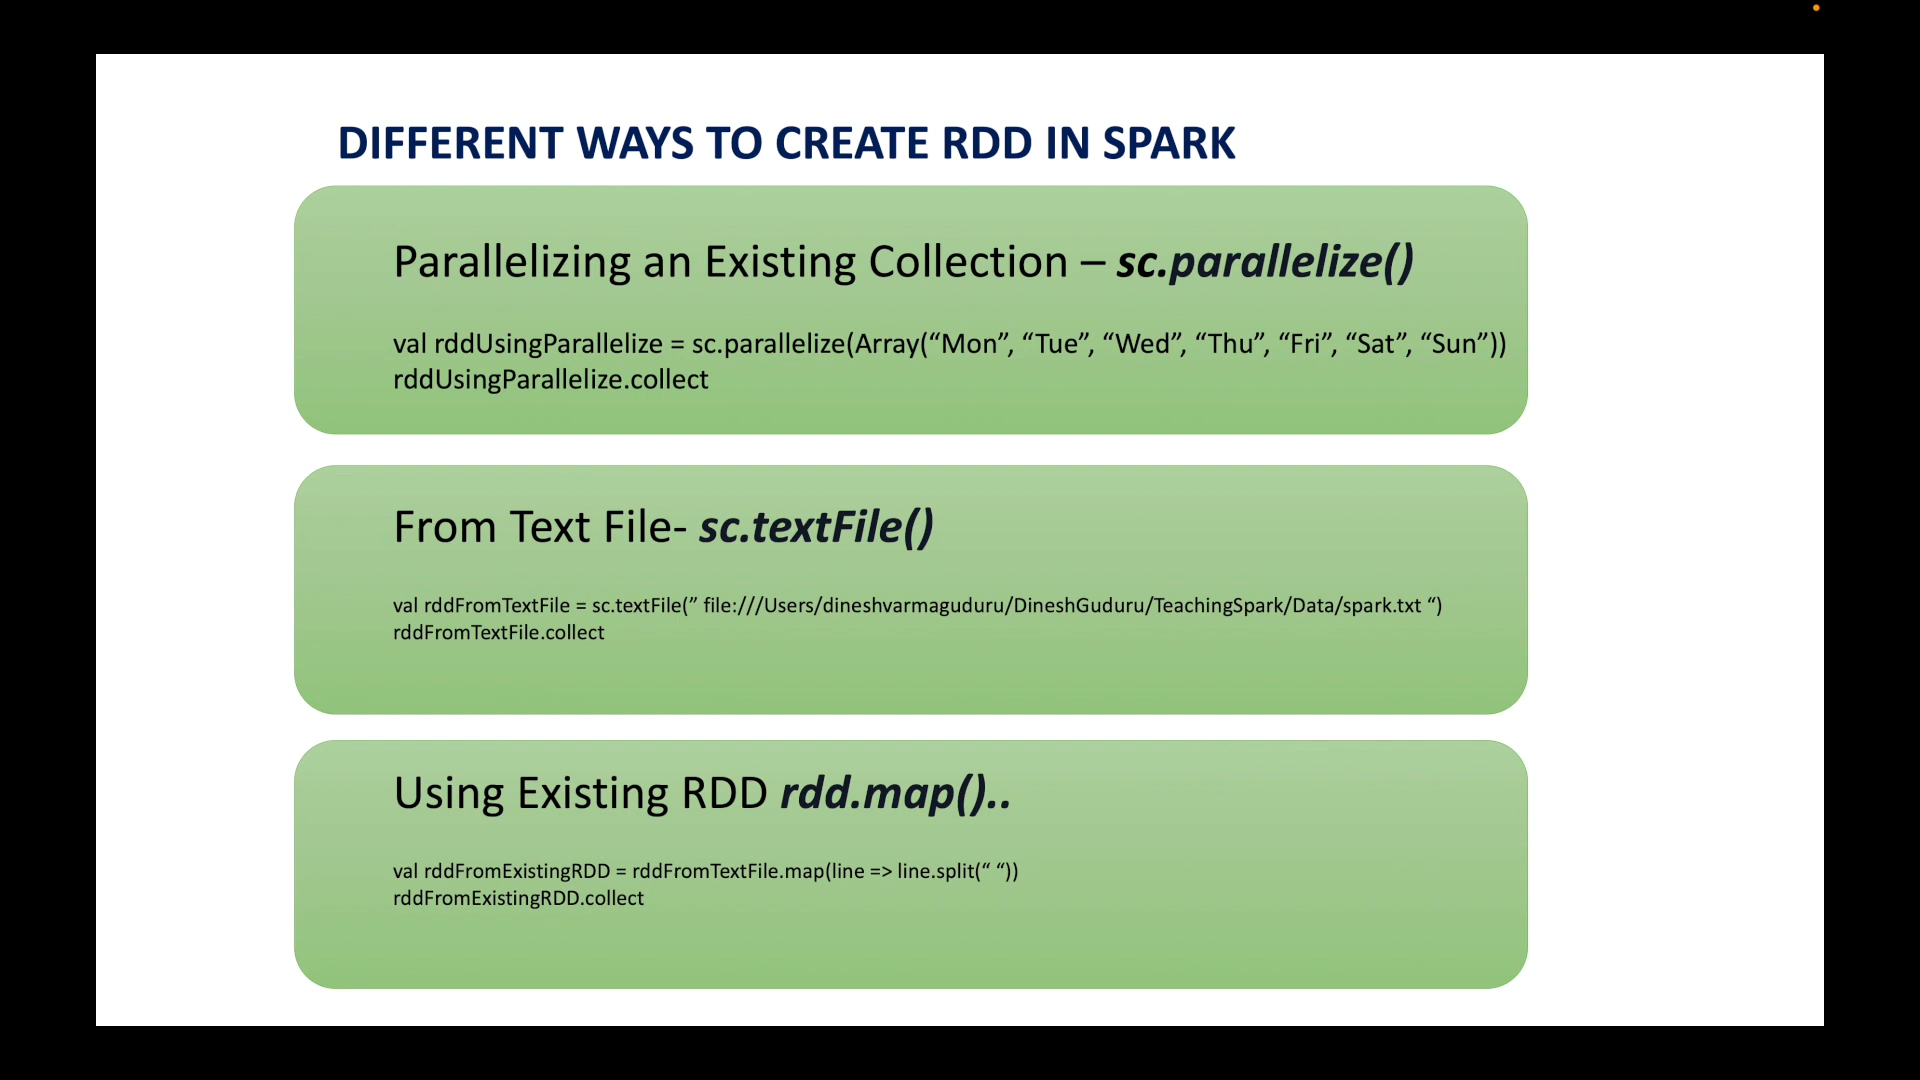 DIFFERENT WAYS TO CREATE RDD IN SPARK
Parallelizing an Existing Collection – sc.parallelize()
val rddUsingParallelize = sc.parallelize(Array(“Mon”, “Tue”, “Wed”, “Thu”, “Fri”, “Sat”, “Sun”))
rddUsingParallelize.collect
From Text File- sc.textFile()
val rddFromTextFile = sc.textFile(” file:///Users/dineshvarmaguduru/DineshGuduru/TeachingSpark/Data/spark.txt “)
rddFromTextFile.collect
Using Existing RDD rdd.map()..
val rddFromExistingRDD = rddFromTextFile.map(line => line.split(“ “))
rddFromExistingRDD.collect